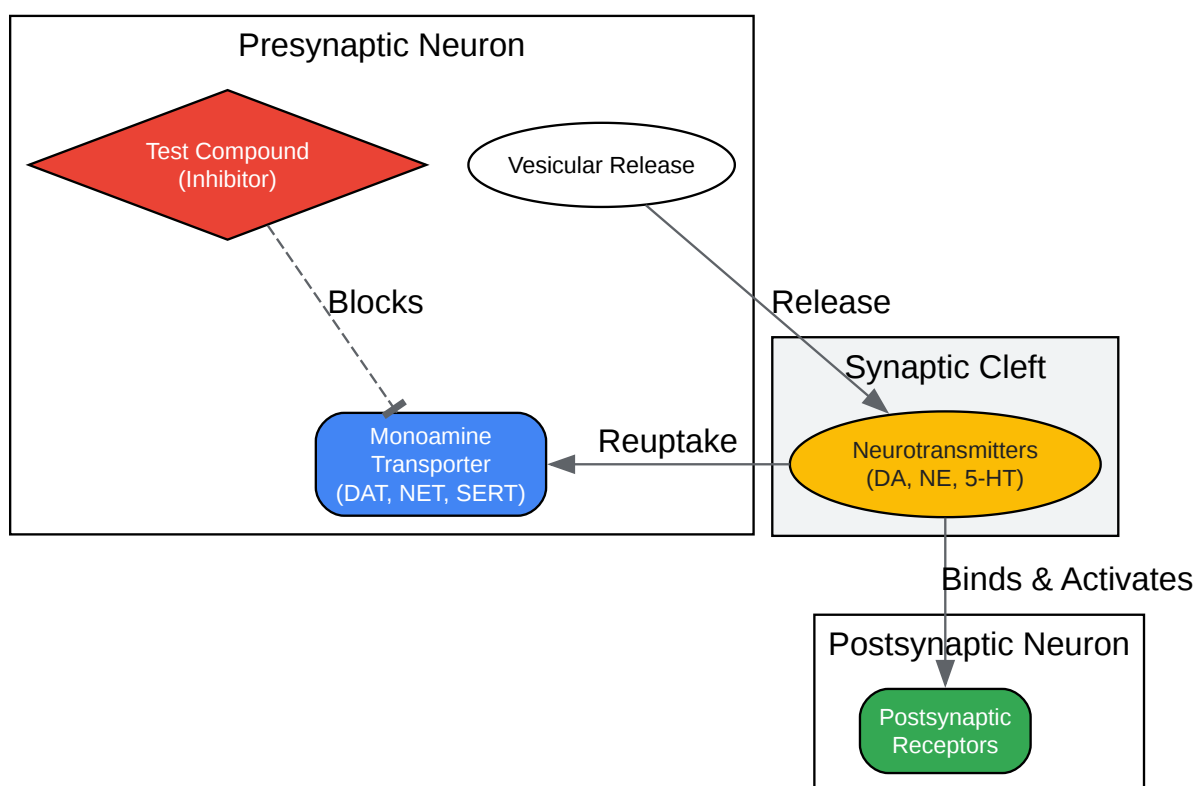 Presynaptic Neuron
Test Compound
(Inhibitor)
Vesicular Release
Blocks
Release
Synaptic Cleft
Monoamine
Transporter
(DAT, NET, SERT)
Reuptake
Neurotransmitters
(DA, NE, 5-HT)
Binds & Activates
Postsynaptic Neuron
Postsynaptic
Receptors